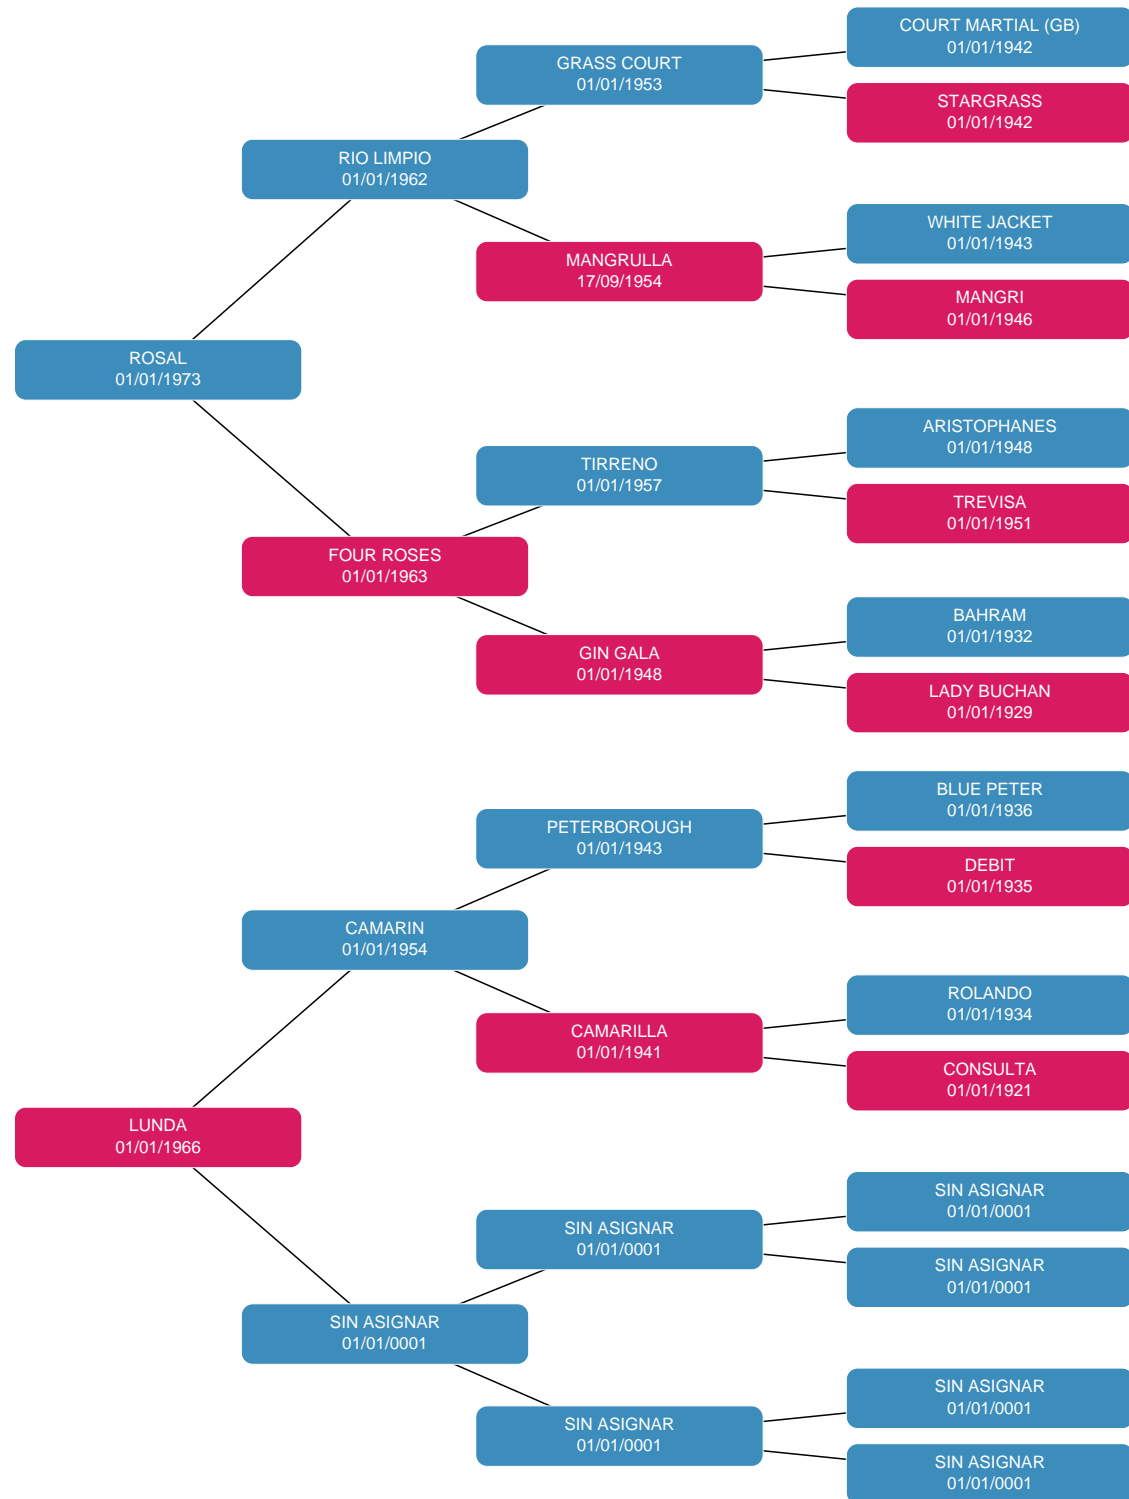 COURT MARTIAL (GB)
01/01/1942
GRASS COURT
01/01/1953
STARGRASS
01/01/1942
RIO LIMPIO
01/01/1962
WHITE JACKET
01/01/1943
MANGRULLA
17/09/1954
MANGRI
01/01/1946
ROSAL
01/01/1973
ARISTOPHANES
01/01/1948
TIRRENO
01/01/1957
TREVISA
01/01/1951
FOUR ROSES
01/01/1963
BAHRAM
01/01/1932
GIN GALA
01/01/1948
LADY BUCHAN
01/01/1929
BLUE PETER
01/01/1936
PETERBOROUGH
01/01/1943
DEBIT
01/01/1935
CAMARIN
01/01/1954
ROLANDO
01/01/1934
CAMARILLA
01/01/1941
CONSULTA
01/01/1921
LUNDA
01/01/1966
SIN ASIGNAR
01/01/0001
SIN ASIGNAR
01/01/0001
SIN ASIGNAR
01/01/0001
SIN ASIGNAR
01/01/0001
SIN ASIGNAR
01/01/0001
SIN ASIGNAR
01/01/0001
SIN ASIGNAR
01/01/0001